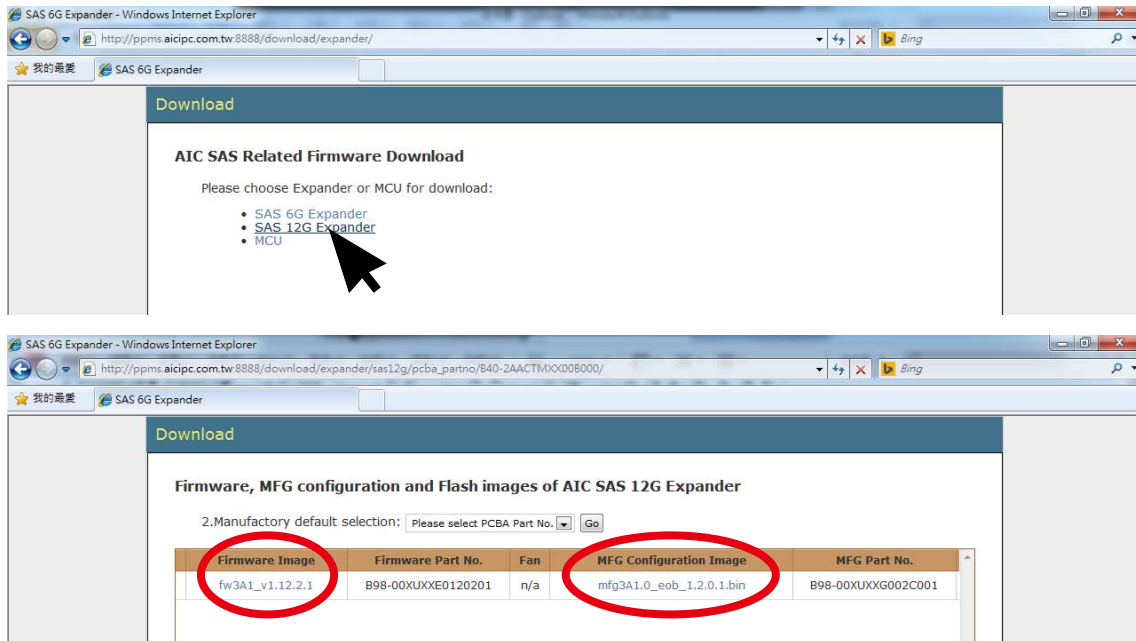 SAS 6G Expander - Windows Internet Explorer
http://ppms.aicipc.com.tw:8888/download/expander/
Bing
我的最愛 SAS 6G Expander
Download
AIC SAS Related Firmware Download
Please choose Expander or MCU for download:
• SAS 6G Expander
• SAS 12G Expander
• MCU
SAS 6G Expander - Windows Internet Explorer
http://ppms.aicipc.com.tw:8888/download/expander/sas12g/pcba_partno/B40-2AACTMXX00B000/
Bing
我的最愛 SAS 6G Expander
Download
Firmware, MFG configuration and Flash images of AIC SAS 12G Expander
2.Manufactory default selection: Please select PCBA Part No. Go
Firmware Image Firmware Part No. Fan MFG Configuration Image MFG Part No.
fw3A1_v1.12.2.1 B98-00XUXXE0120201 n/a mfg3A1.0_eob_1.2.0.1.bin B98-00XUXXG002C001